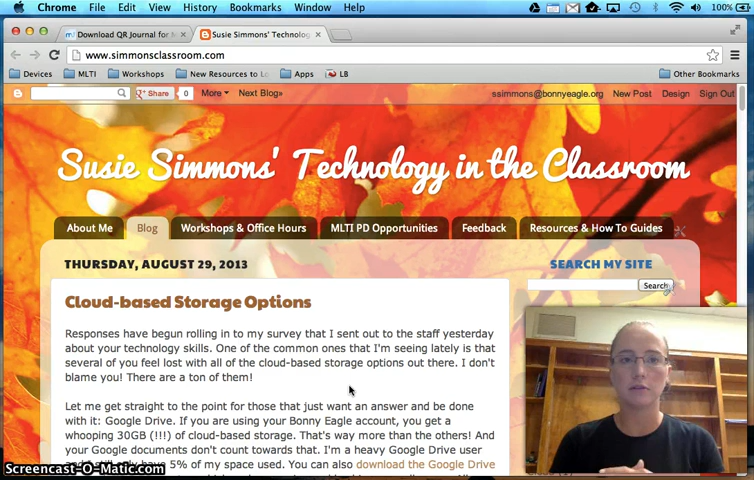 Chrome File Edit View History Bookmarks Window Help 100%
Download QR Journal for M
Susie Simmons' Technolog
www.simmonsclassroom.com
Devices MLTI Workshops New Resources to Lo Apps LB Other Bookmarks
Share 0 More Next Blog» ssimmons@bonnyeagle.org New Post Design Sign Out
Susie Simmons' Technology in the Classroom
About Me Blog Workshops & Office Hours MLTI PD Opportunities Feedback Resources & How To Guides
THURSDAY, AUGUST 29, 2013
SEARCH MY SITE
Search
Cloud-based Storage Options
Responses have begun rolling in to my survey that I sent out to the staff yesterday
about your technology skills. One of the common ones that I'm seeing lately is that
several of you feel lost with all of the cloud-based storage options out there. I don't
blame you! There are a ton of them!
Let me get straight to the point for those that just want an answer and be done
with it: Google Drive. If you are using your Bonny Eagle account, you get a
whopping 30GB (!!!) of cloud-based storage. That's way more than the others! And
your Google documents don't count towards that. I'm a heavy Google Drive user
5% of my space used. You can also download the Google Drive
Screencast-O-Matic.com